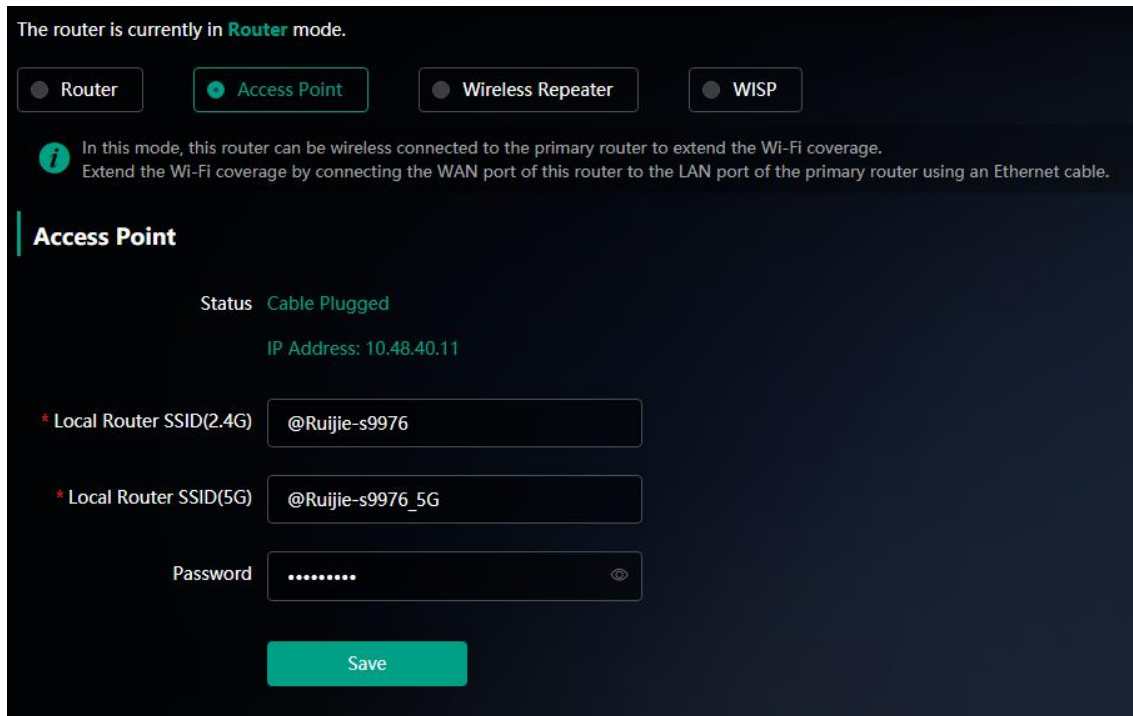 The router is currently in Router mode.
Router Access Point Wireless Repeater WISP
In this mode, this router can be wireless connected to the primary router to extend the Wi-Fi coverage.
Extend the Wi-Fi coverage by connecting the WAN port of this router to the LAN port of the primary router using an Ethernet cable.
Access Point
Status Cable Plugged
IP Address: 10.48.40.11
* Local Router SSID(2.4G) @Ruijie-s9976
* Local Router SSID(5G) @Ruijie-s9976_5G
Password •••••••••
Save